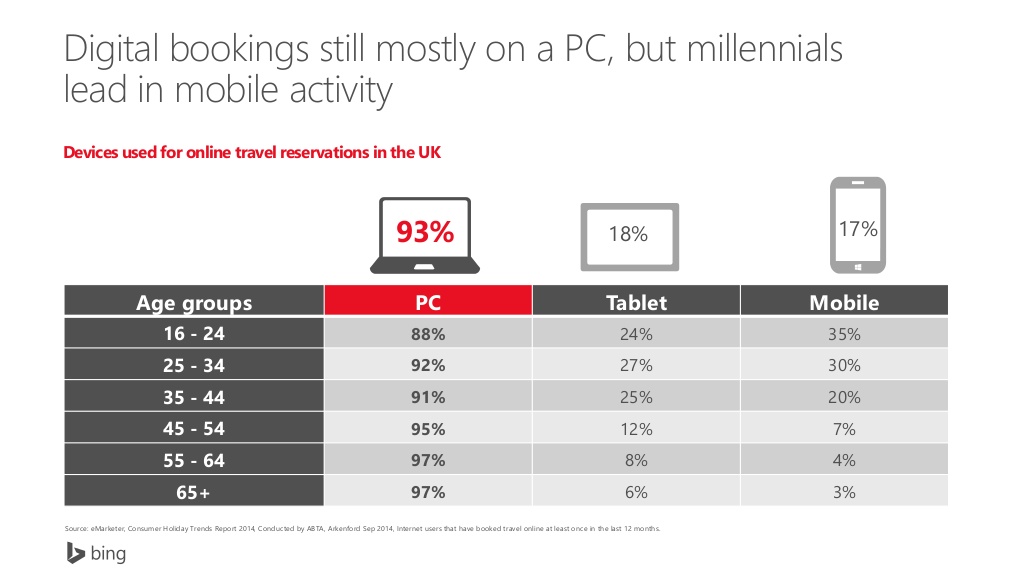 Digital bookings still mostly on a PC, but millennials
lead in mobile activity
Devices used for online travel reservations in the UK
93%
18%
17%
Age groups PC Tablet Mobile
16 - 24 88% 24% 35%
25 - 34 92% 27% 30%
35 - 44 91% 25% 20%
45 - 54 95% 12% 7%
55 - 64 97% 8% 4%
65+ 97% 6% 3%
Source: eMarketer, Consumer Holiday Trends Report 2014, Conducted by ABTA, Arkenford Sep 2014, Internet users that have booked travel online at least once in the last 12 months.
bing